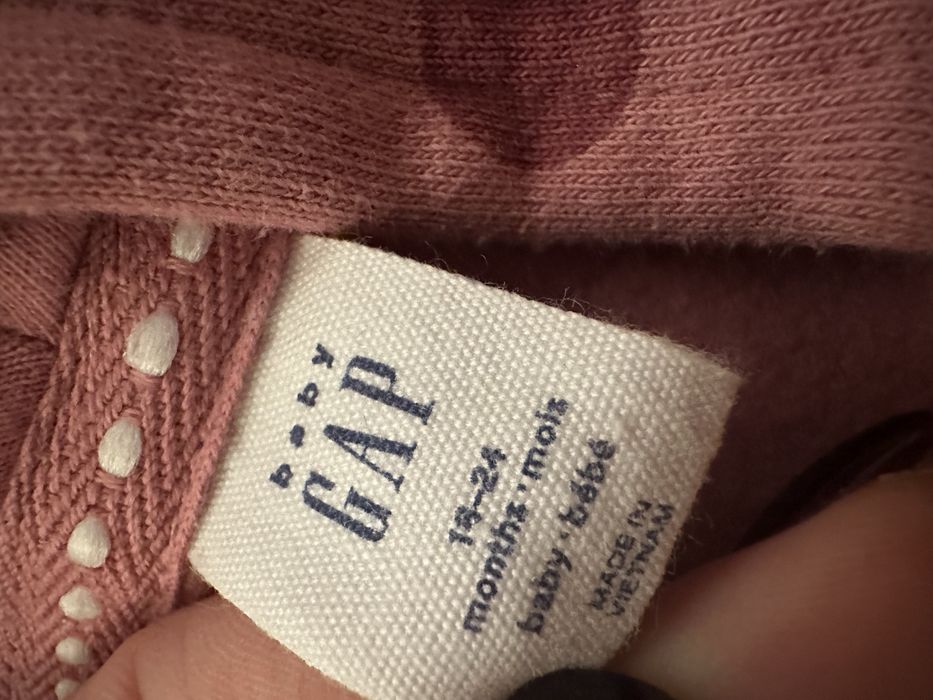 baby
GAP
18–24
months · mois
baby · bébé
MADE IN
VIETNAM